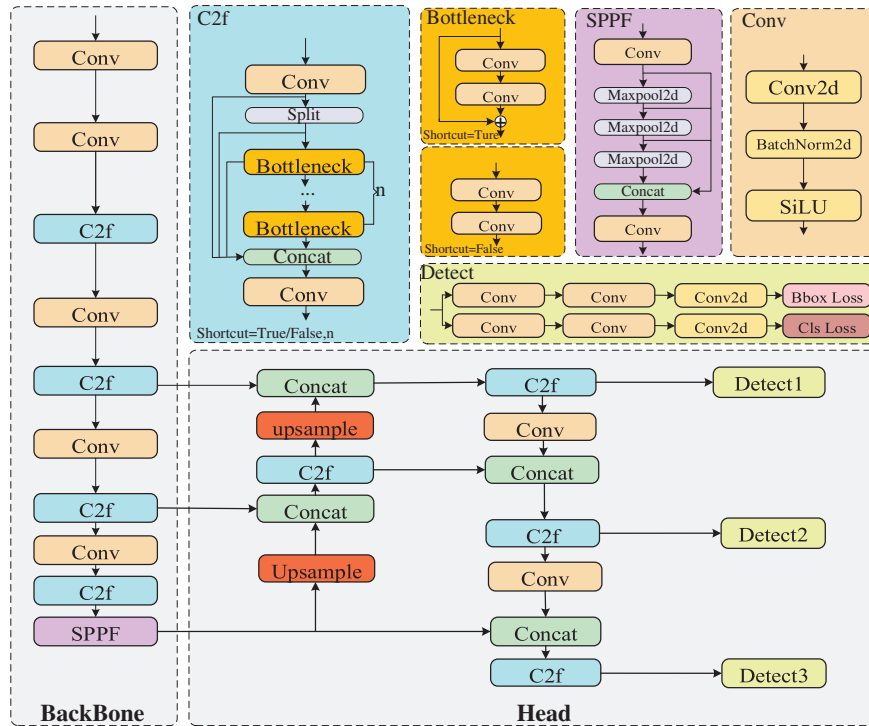 Conv
Conv
C2f
Conv
C2f
Conv
C2f
Conv
C2f
SPPF
BackBone
C2f
Conv
Split
Bottleneck
...
Bottleneck
n
Concat
Conv
Shortcut=True/False,n
Bottleneck
Conv
Conv
Shortcut=Ture
Conv
Conv
Shortcut=False
SPPF
Conv
Maxpool2d
Maxpool2d
Maxpool2d
Concat
Conv
Conv
Conv2d
BatchNorm2d
SiLU
Detect
Conv Conv Conv2d Bbox Loss
Conv Conv Conv2d Cls Loss
Concat
upsample
C2f
Concat
Upsample
C2f
Conv
Concat
C2f
Conv
Concat
C2f
Detect1
Detect2
Detect3
Head